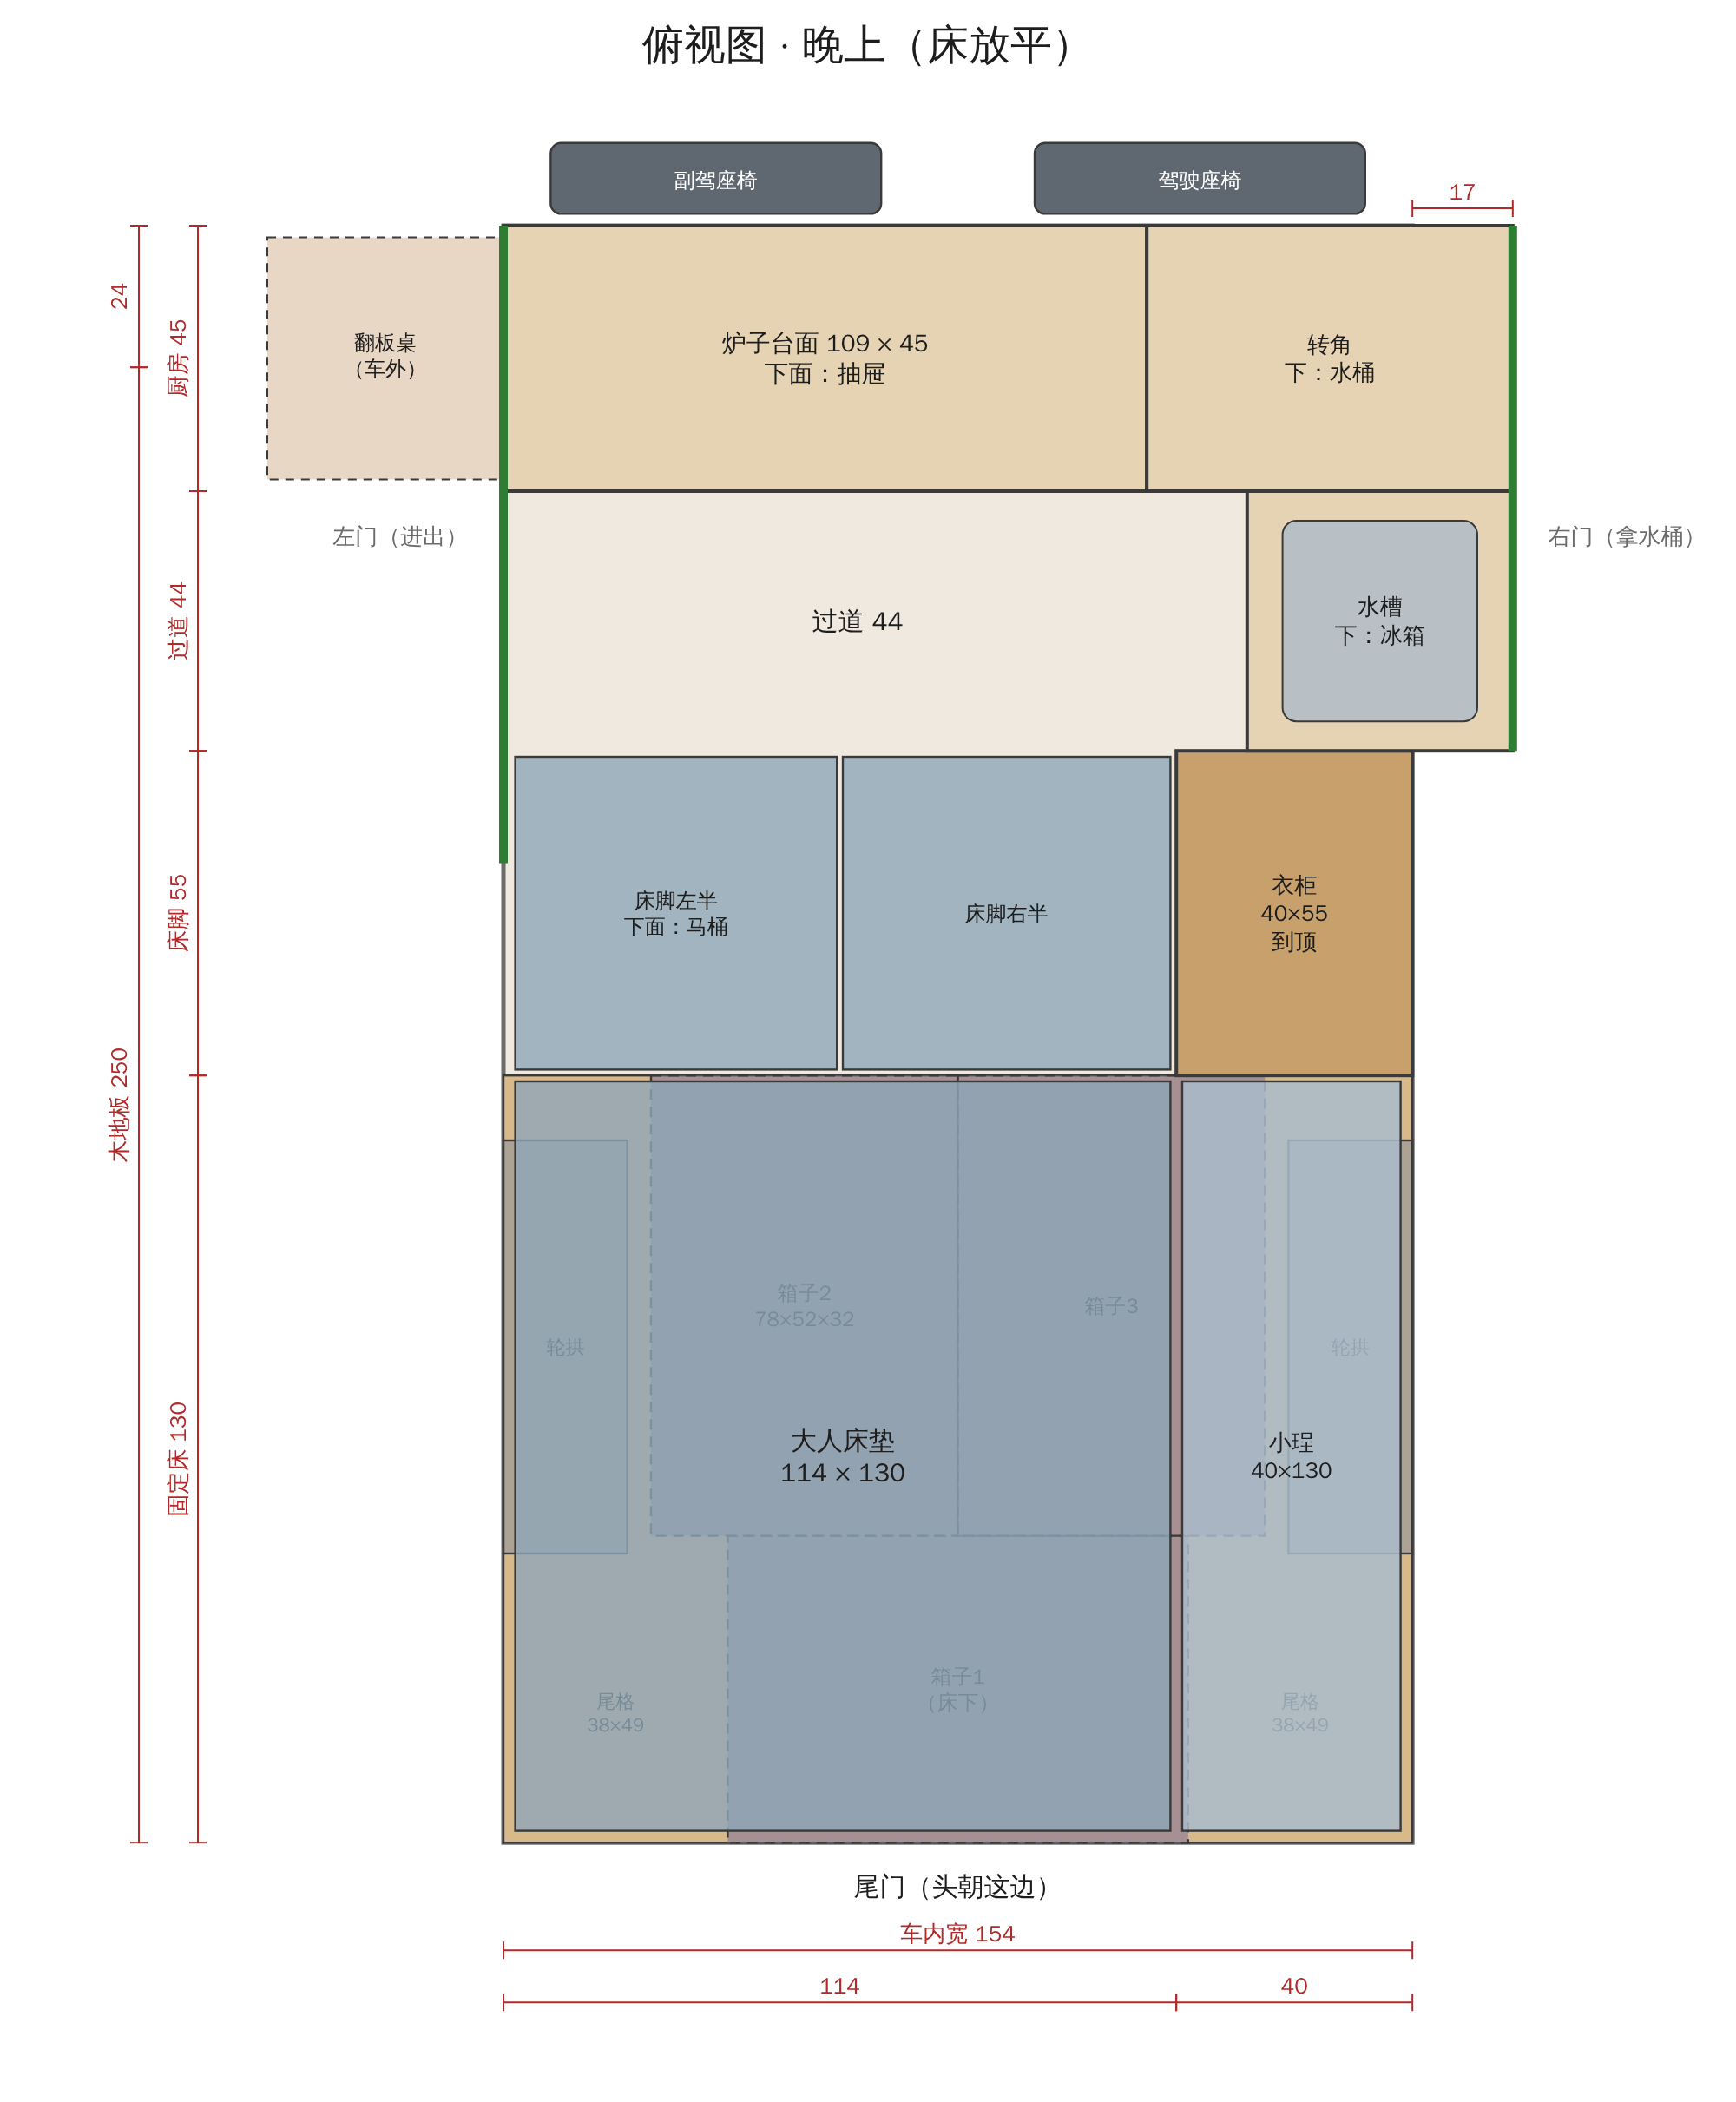 俯视图 · 晚上（床放平）
副驾座椅
驾驶座椅
17
24
厨房 45
翻板桌
（车外）
炉子台面 109 × 45
下面：抽屉
转角
下：水桶
左门（进出）
右门（拿水桶）
过道 44
过道 44
水槽
下：冰箱
床脚 55
床脚左半
下面：马桶
床脚右半
衣柜
40×55
到顶
木地板 250
固定床 130
箱子2
78×52×32
箱子3
轮拱
轮拱
大人床垫
114 × 130
小珵
40×130
箱子1
（床下）
尾格
38×49
尾格
38×49
尾门（头朝这边）
车内宽 154
114
40